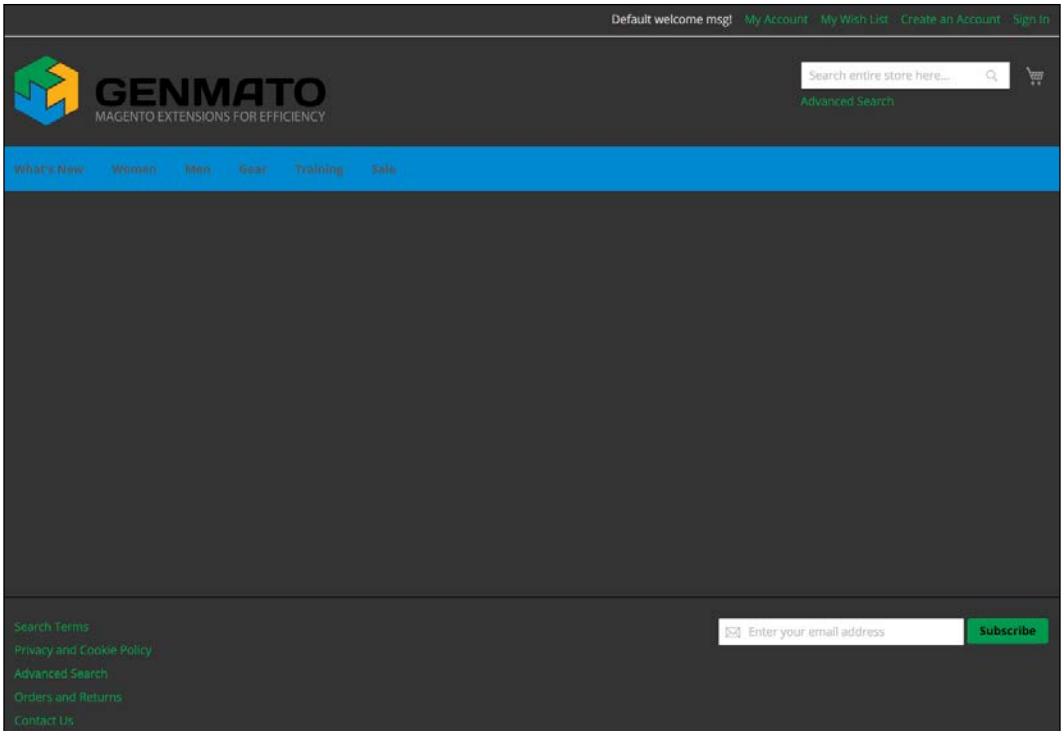 Default welcome msg! My Account My Wish List Create an Account Sign In
GENMATO
MAGENTO EXTENSIONS FOR EFFICIENCY
Search entire store here...
Advanced Search
What's New Women Men Gear Training Sale
Search Terms
Privacy and Cookie Policy
Advanced Search
Orders and Returns
Contact Us
Enter your email address
Subscribe